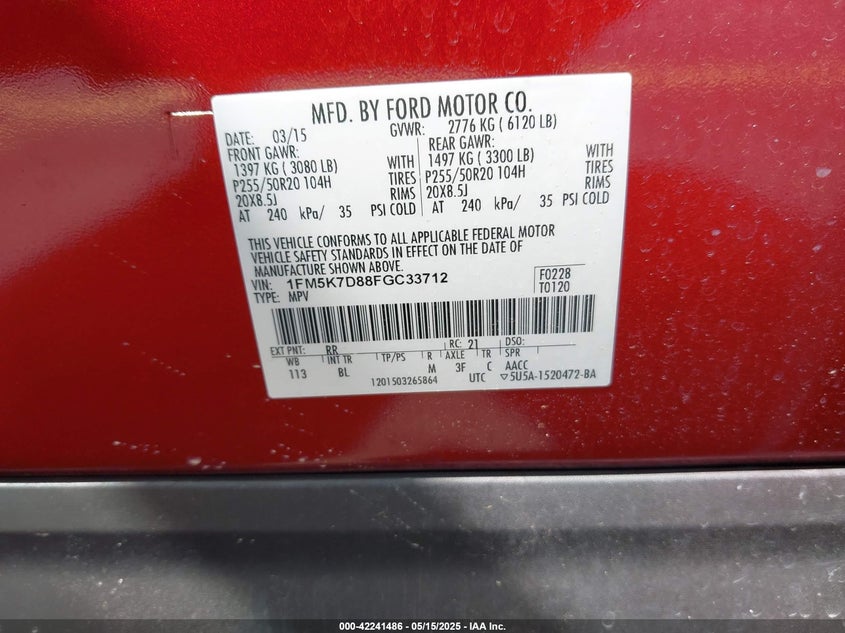 MFD. BY FORD MOTOR CO.
DATE: 03/15 GVWR: 2776 KG ( 6120 LB)
FRONT GAWR: REAR GAWR:
1397 KG ( 3080 LB) WITH 1497 KG ( 3300 LB) WITH
P255/50R20 104H TIRES P255/50R20 104H TIRES
20X8.5J RIMS 20X8.5J RIMS
AT 240 kPa/ 35 PSI COLD AT 240 kPa/ 35 PSI COLD
THIS VEHICLE CONFORMS TO ALL APPLICABLE FEDERAL MOTOR
VEHICLE SAFETY STANDARDS IN EFFECT ON THE DATE OF
MANUFACTURE SHOWN ABOVE.
VIN: 1FM5K7D88FGC33712 F0228
TYPE: MPV T0120
EXT PNT: RR RC: 21 DSO:
WB INT TR TP/PS R AXLE TR SPR
113 BL M 3F C AACC
1201503265864 UTC ▽5U5A-1520472-BA
000-42241486 - 05/15/2025 - IAA Inc.